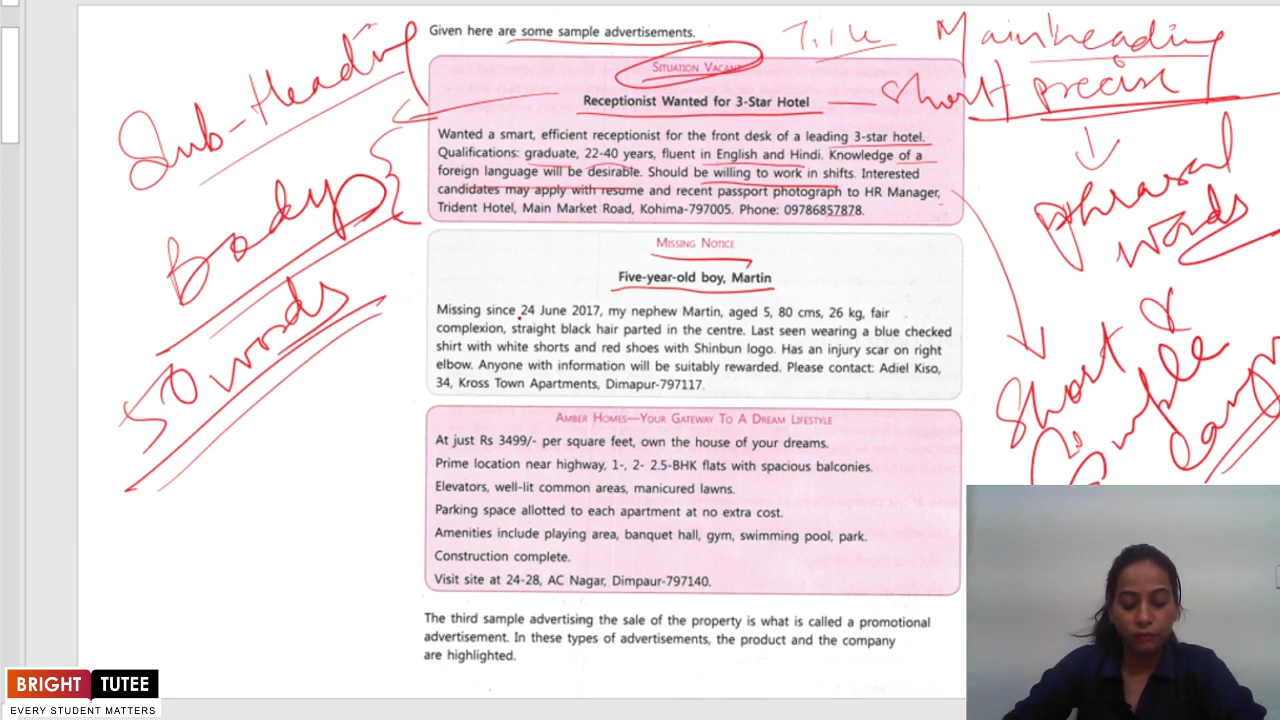 Given here are some sample advertisements.
Title Mainheading
Short precise
Sub-Heading
SITUATION VACANT
Receptionist Wanted for 3-Star Hotel
Wanted a smart, efficient receptionist for the front desk of a leading 3-star hotel.
Qualifications: graduate, 22-40 years, fluent in English and Hindi. Knowledge of a
foreign language will be desirable. Should be willing to work in shifts. Interested
candidates may apply with resume and recent passport photograph to HR Manager,
Trident Hotel, Main Market Road, Kohima-797005. Phone: 09786857878.
phrasal
words
Body
50 words
MISSING NOTICE
Five-year-old boy, Martin
Missing since 24 June 2017, my nephew Martin, aged 5, 80 cms, 26 kg, fair
complexion, straight black hair parted in the centre. Last seen wearing a blue checked
shirt with white shorts and red shoes with Shinbun logo. Has an injury scar on right
elbow. Anyone with information will be suitably rewarded. Please contact: Adiel Kiso,
34, Kross Town Apartments, Dimapur-797117.
Short &
Simple
AMBER HOMES—YOUR GATEWAY TO A DREAM LIFESTYLE
At just Rs 3499/- per square feet, own the house of your dreams.
Prime location near highway, 1-, 2- 2.5-BHK flats with spacious balconies.
Elevators, well-lit common areas, manicured lawns.
Parking space allotted to each apartment at no extra cost.
Amenities include playing area, banquet hall, gym, swimming pool, park.
Construction complete.
Visit site at 24-28, AC Nagar, Dimpaur-797140.
The third sample advertising the sale of the property is what is called a promotional
advertisement. In these types of advertisements, the product and the company
are highlighted.
BRIGHT TUTEE
EVERY STUDENT MATTERS